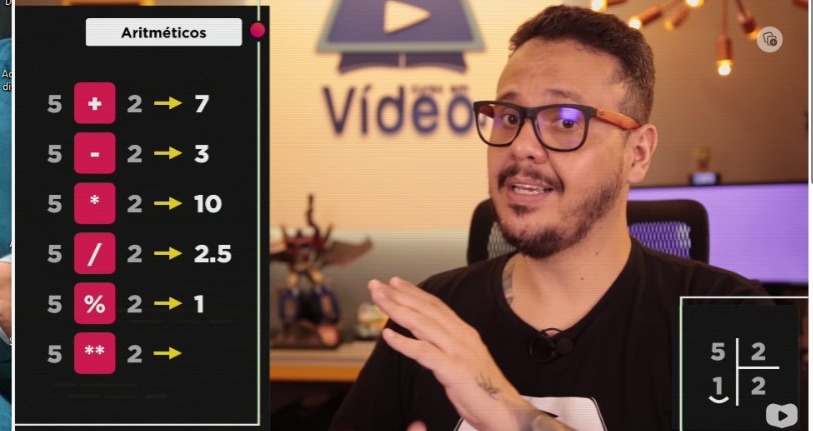 Aritméticos
5 + 2 → 7
5 - 2 → 3
5 * 2 → 10
5 / 2 → 2.5
5 % 2 → 1
5 ** 2 →
Vídeo
5 2
1 2